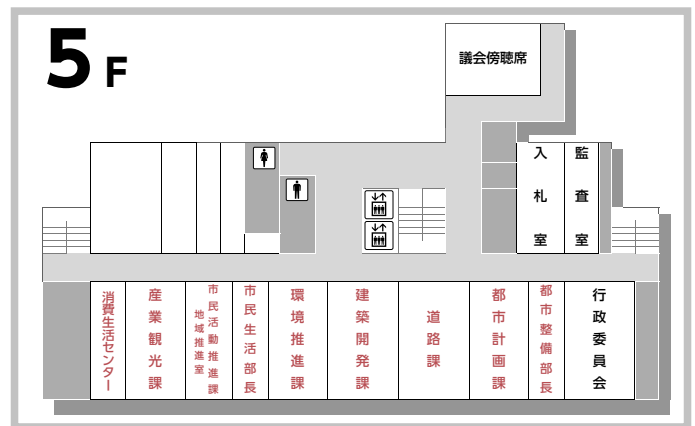 5F
議会傍聴席
入札室
監査室
消費生活センター
産業観光課
市民活動推進課
地域推進室
市民生活部長
環境推進課
建築開発課
道路課
都市計画課
都市整備部長
行政委員会